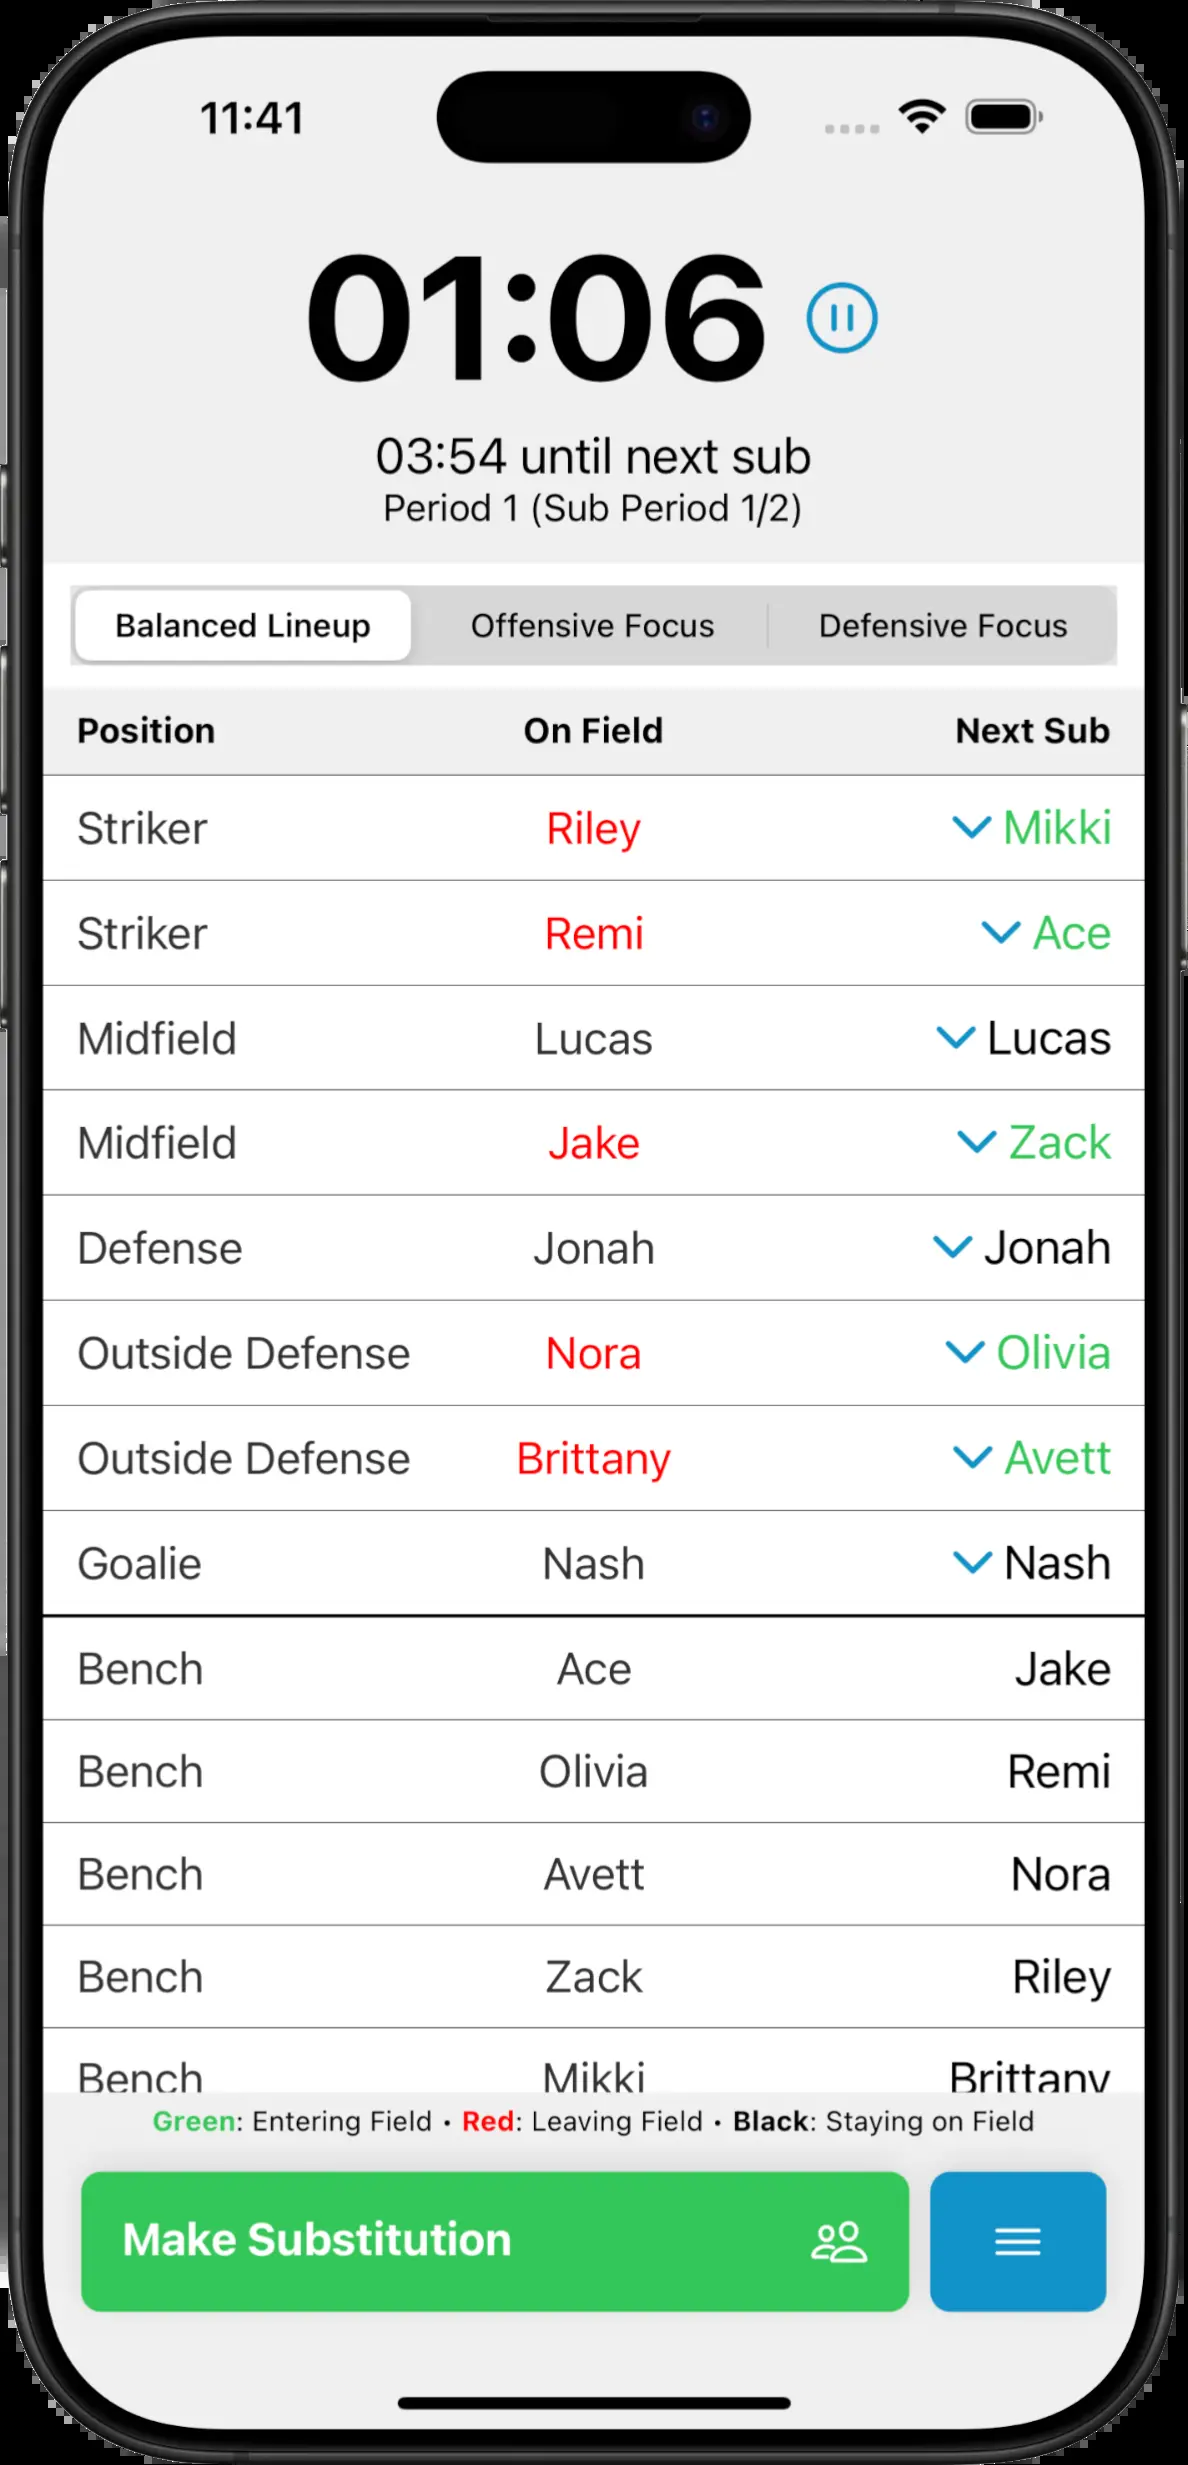 11:41
01:06
03:54 until next sub
Period 1 (Sub Period 1/2)
Balanced Lineup Offensive Focus Defensive Focus
Position On Field Next Sub
Striker Riley Mikki
Striker Remi Ace
Midfield Lucas Lucas
Midfield Jake Zack
Defense Jonah Jonah
Outside Defense Nora Olivia
Outside Defense Brittany Avett
Goalie Nash Nash
Bench Ace Jake
Bench Olivia Remi
Bench Avett Nora
Bench Zack Riley
Bench Mikki Brittany
Green: Entering Field • Red: Leaving Field • Black: Staying on Field
Make Substitution